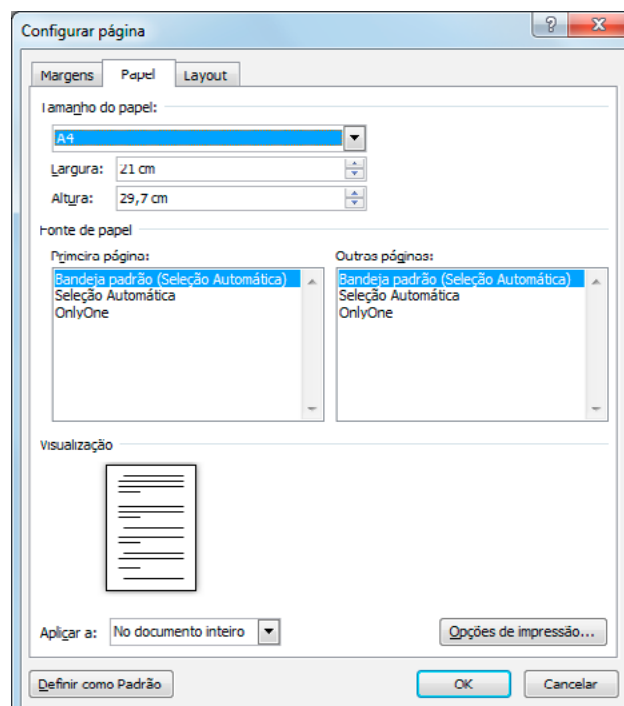 Configurar página
Margens Papel Layout
Tamanho do papel:
A4
Largura: 21 cm
Altura: 29,7 cm
Fonte de papel
Primeira página:
Bandeja padrão (Seleção Automática)
Seleção Automática
OnlyOne
Outras páginas:
Bandeja padrão (Seleção Automática)
Seleção Automática
OnlyOne
Visualização
Aplicar a: No documento inteiro
Opções de impressão...
Definir como Padrão
OK
Cancelar